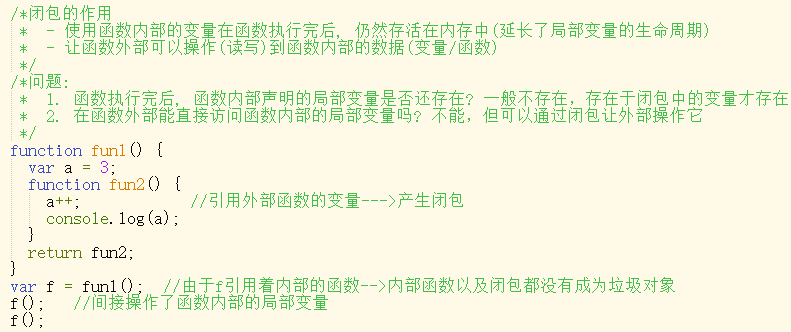 /*闭包的作用
 *  - 使用函数内部的变量在函数执行完后, 仍然存活在内存中(延长了局部变量的生命周期)
 *  - 让函数外部可以操作(读写)到函数内部的数据(变量/函数)
 */
/*问题:
 *  1. 函数执行完后, 函数内部声明的局部变量是否还存在? 一般不存在, 存在于闭包中的变量才存在
 *  2. 在函数外部能直接访问函数内部的局部变量吗? 不能, 但可以通过闭包让外部操作它
 */
function fun1() {
  var a = 3;
  function fun2() {
    a++;            //引用外部函数的变量--->产生闭包
    console.log(a);
  }
  return fun2;
}
var f = fun1();  //由于f引用着内部的函数-->内部函数以及闭包都没有成为垃圾对象
f();   //间接操作了函数内部的局部变量
f();